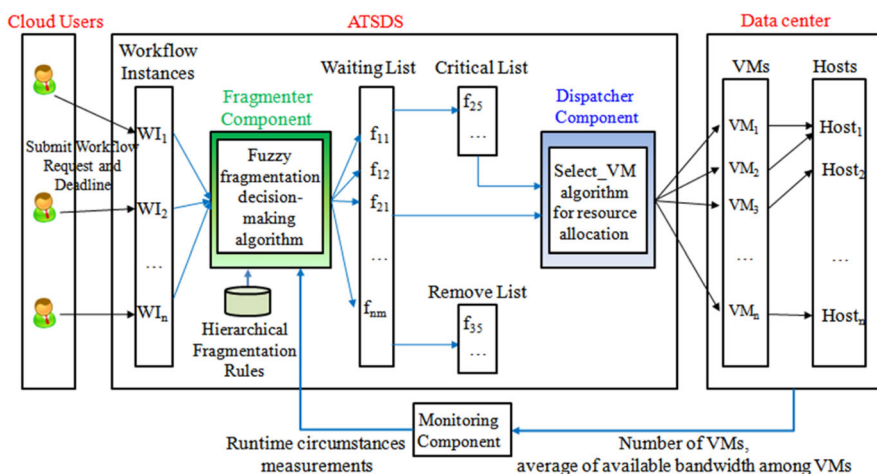 Cloud Users
ATSDS
Data center
Workflow
Instances
Waiting List
Critical List
VMs
Hosts
Fragmenter
Component
Dispatcher
Component
Submit Workflow
Request and
Deadline
WI1
WI2
...
WIn
Fuzzy
fragmentation
decision-
making
algorithm
Hierarchical
Fragmentation
Rules
f11
f12
f21
...
fnm
f25
...
Remove List
f35
...
Select_VM
algorithm
for resource
allocation
VM1
VM2
VM3
...
VMn
Host1
Host2
...
Hostn
Monitoring
Component
Runtime circumstances
measurements
Number of VMs,
average of available bandwidth among VMs